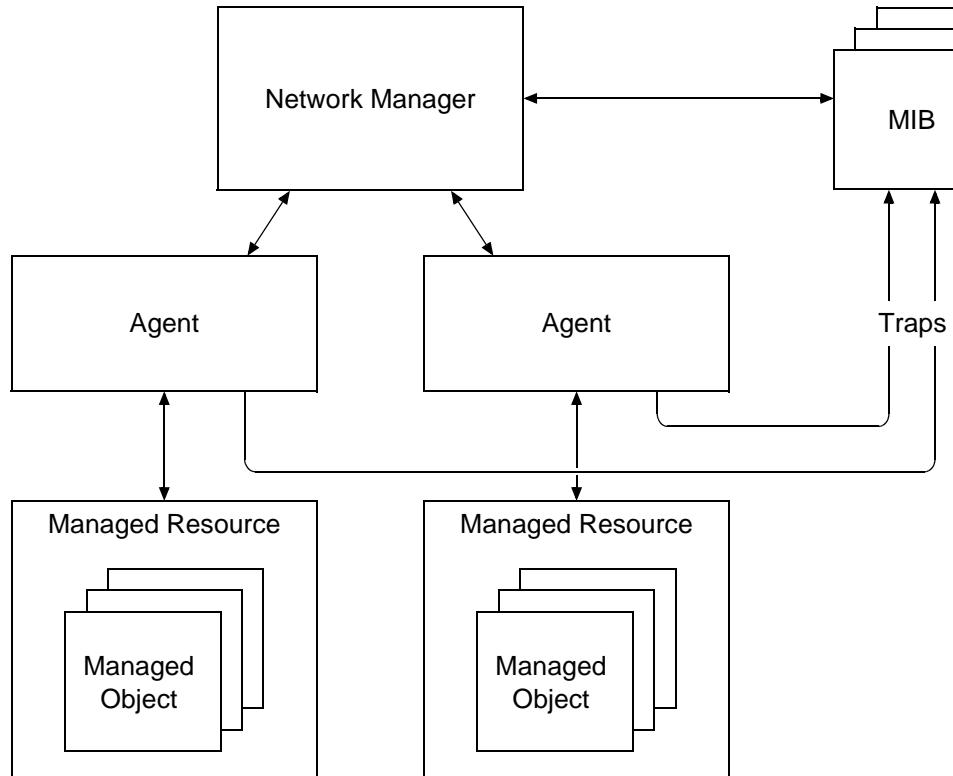 Network Manager
MIB
Agent
Agent
Traps
Managed Resource
Managed Resource
Managed
Object
Managed
Object